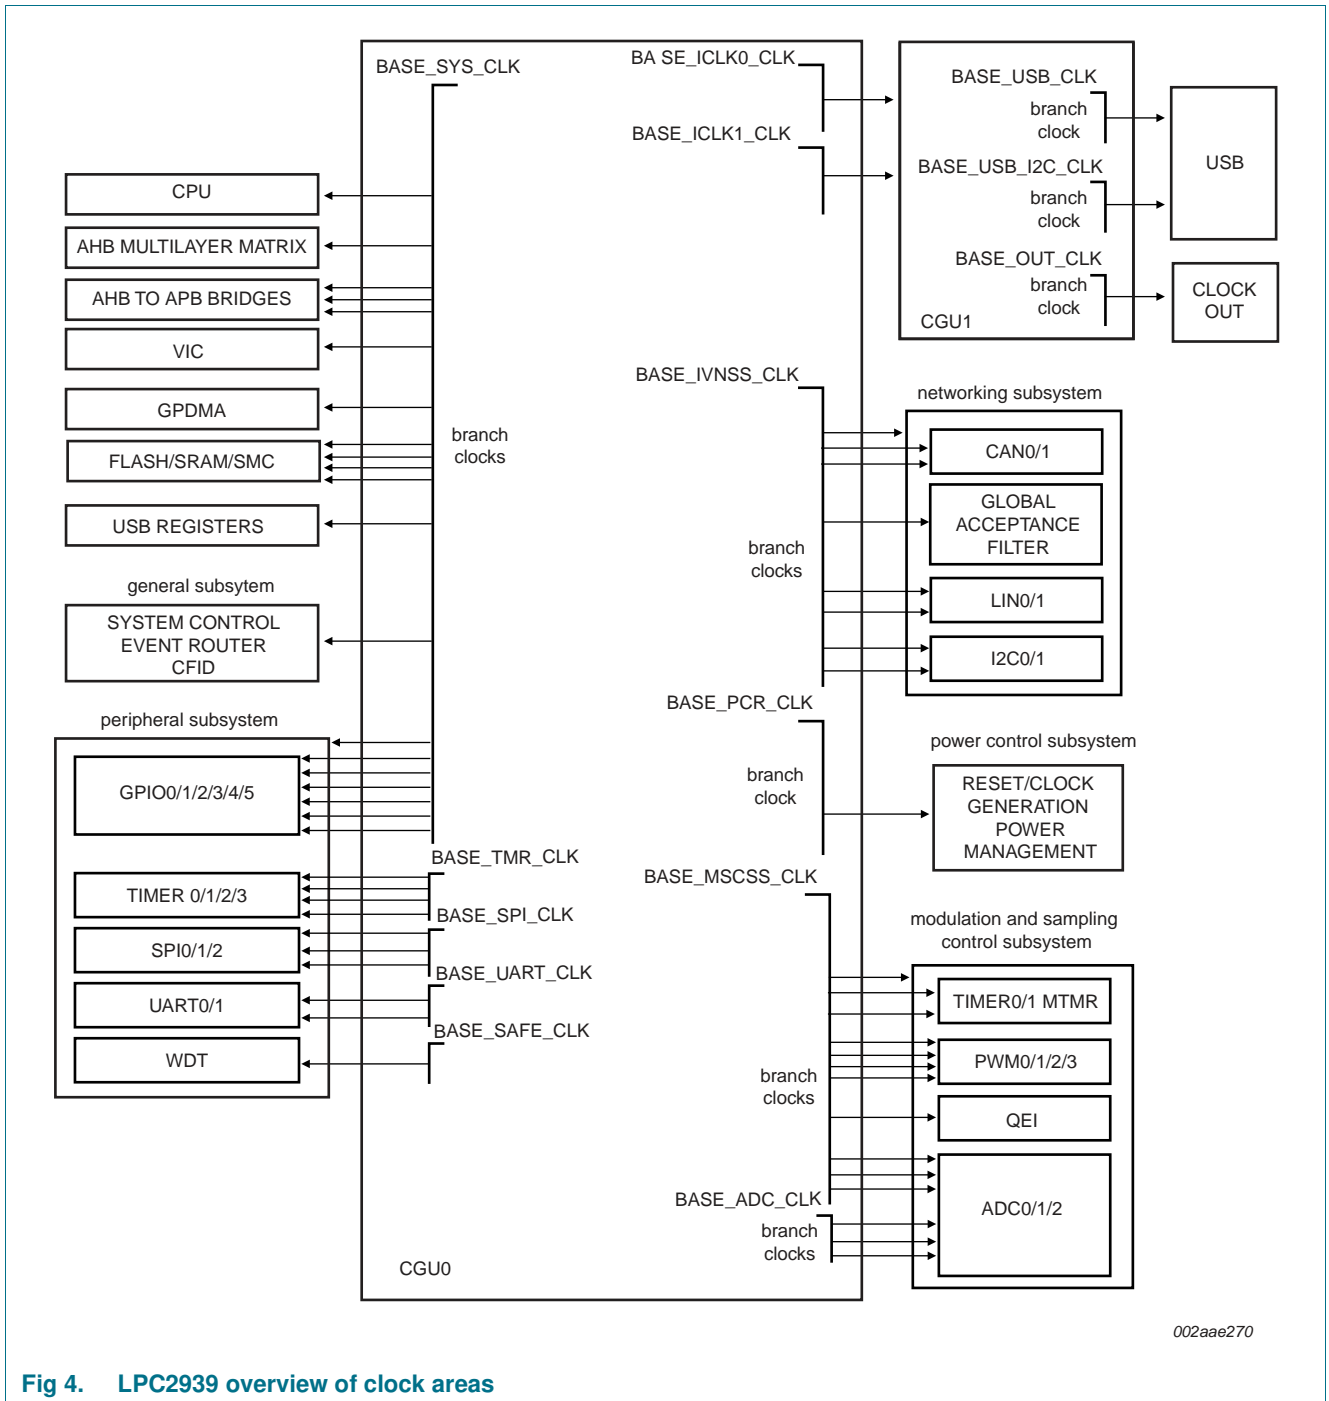 BASE_SYS_CLK
BA SE_ICLK0_CLK
BASE_ICLK1_CLK
BASE_USB_CLK
branch
clock
BASE_USB_I2C_CLK
branch
clock
BASE_OUT_CLK
branch
clock
CGU1
USB
CLOCK
OUT
CPU
AHB MULTILAYER MATRIX
AHB TO APB BRIDGES
VIC
GPDMA
FLASH/SRAM/SMC
USB REGISTERS
branch
clocks
general subsytem
SYSTEM CONTROL
EVENT ROUTER
CFID
peripheral subsystem
GPIO0/1/2/3/4/5
TIMER 0/1/2/3
SPI0/1/2
UART0/1
WDT
BASE_TMR_CLK
BASE_SPI_CLK
BASE_UART_CLK
BASE_SAFE_CLK
BASE_IVNSS_CLK
branch
clocks
networking subsystem
CAN0/1
GLOBAL
ACCEPTANCE
FILTER
LIN0/1
I2C0/1
BASE_PCR_CLK
branch
clock
power control subsystem
RESET/CLOCK
GENERATION
POWER
MANAGEMENT
BASE_MSCSS_CLK
branch
clocks
modulation and sampling
control subsystem
TIMER0/1 MTMR
PWM0/1/2/3
QEI
ADC0/1/2
BASE_ADC_CLK
branch
clocks
CGU0
002aae270
Fig 4. LPC2939 overview of clock areas